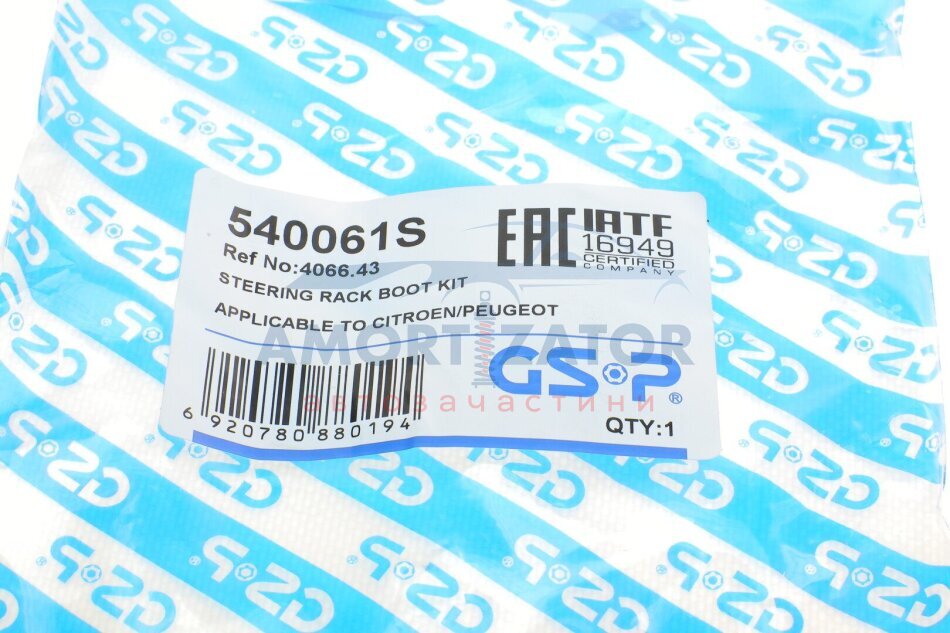 540061S
Ref No:4066.43
STEERING RACK BOOT KIT
APPLICABLE TO CITROEN/PEUGEOT
EAC
IATF
16949
CERTIFIED
COMPANY
AMORTIZATOR
автозачастини
GSP®
6 920780 880194
QTY:1